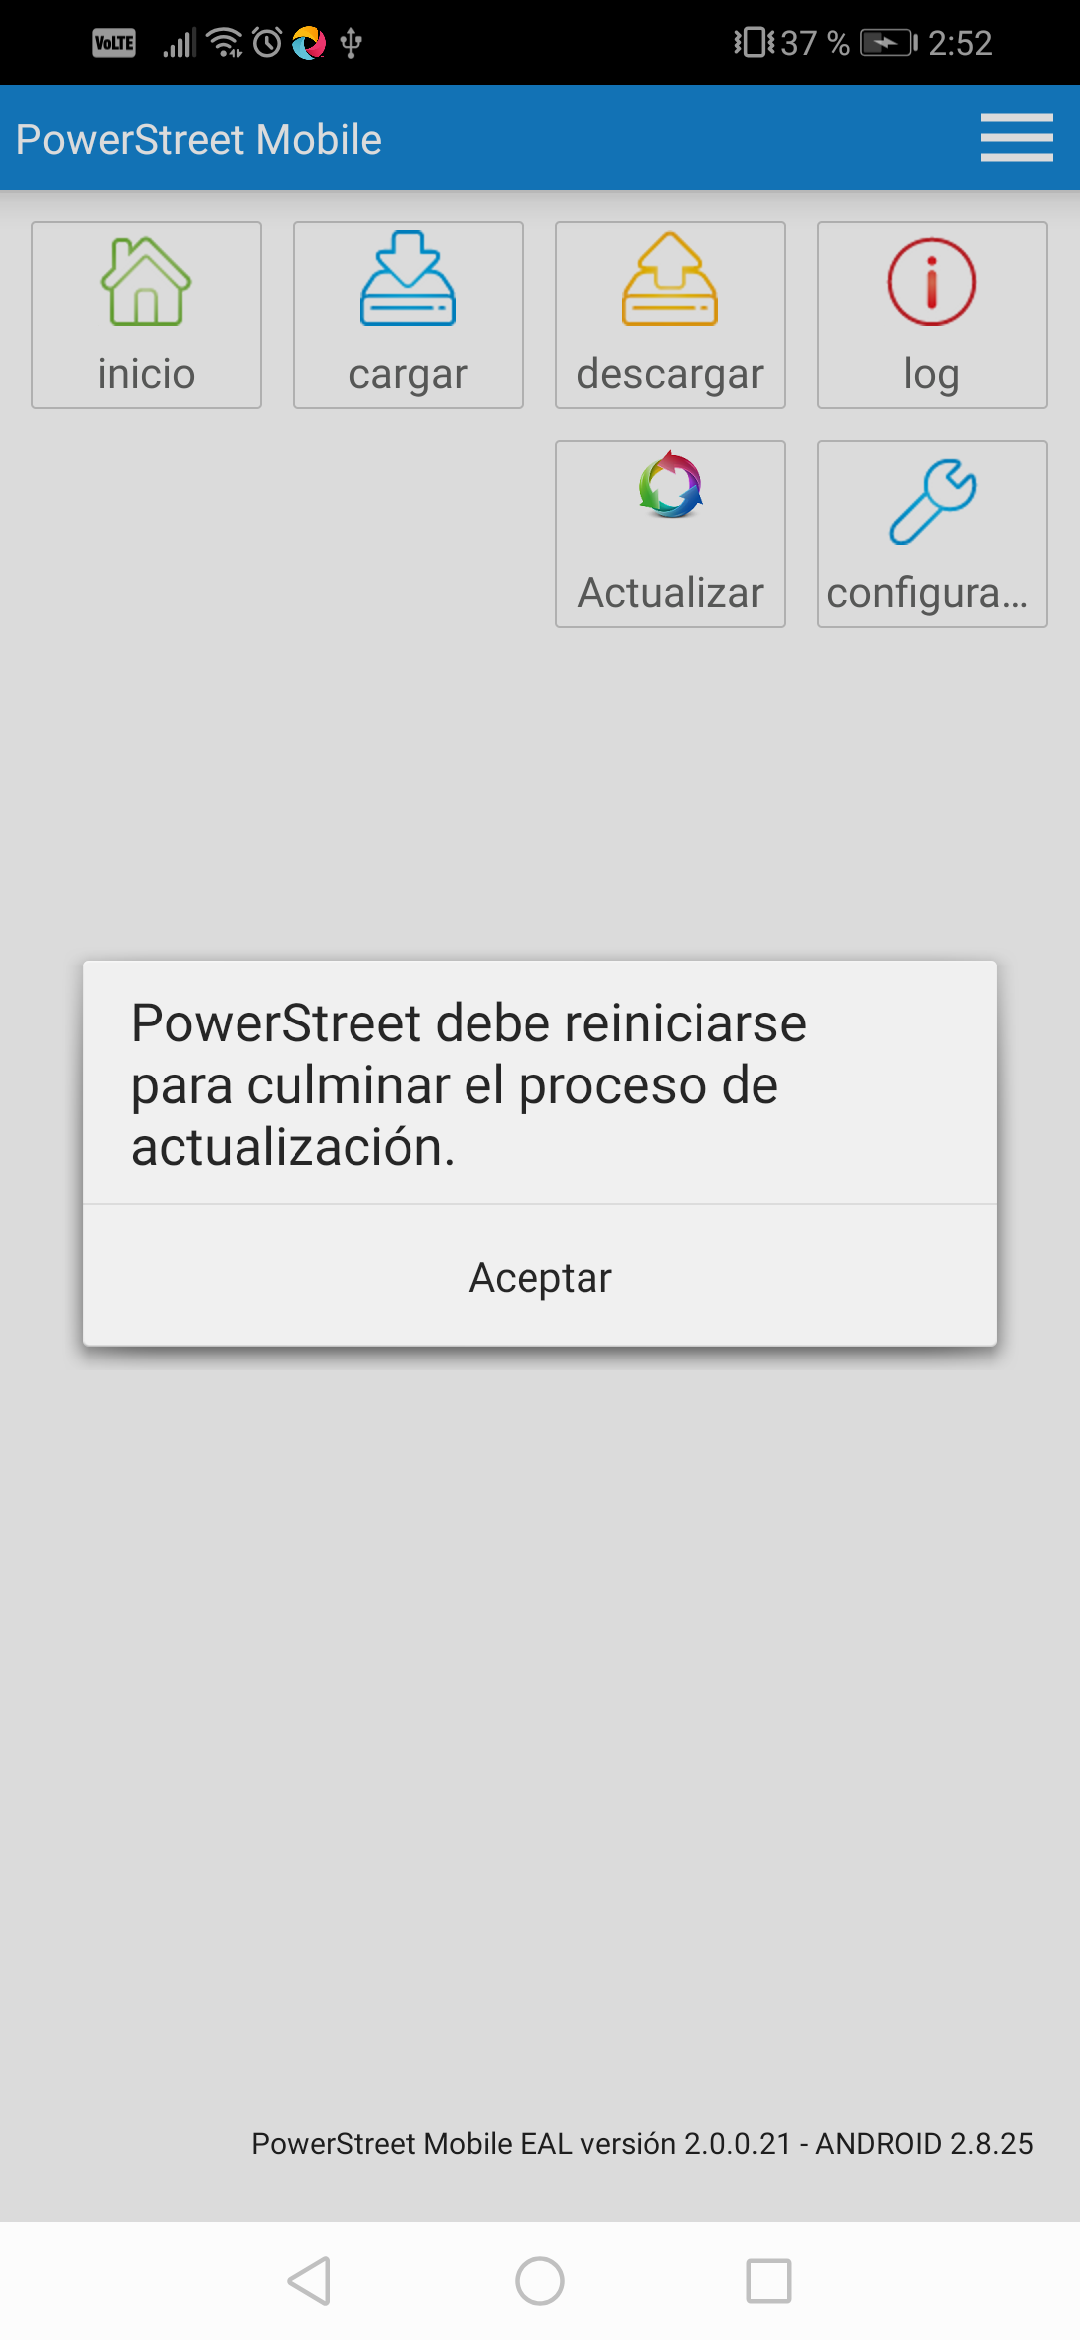 VoLTE 37 % 2:52
PowerStreet Mobile
inicio cargar descargar log
Actualizar configura...
PowerStreet debe reiniciarse
para culminar el proceso de
actualización.
Aceptar
PowerStreet Mobile EAL versión 2.0.0.21 - ANDROID 2.8.25